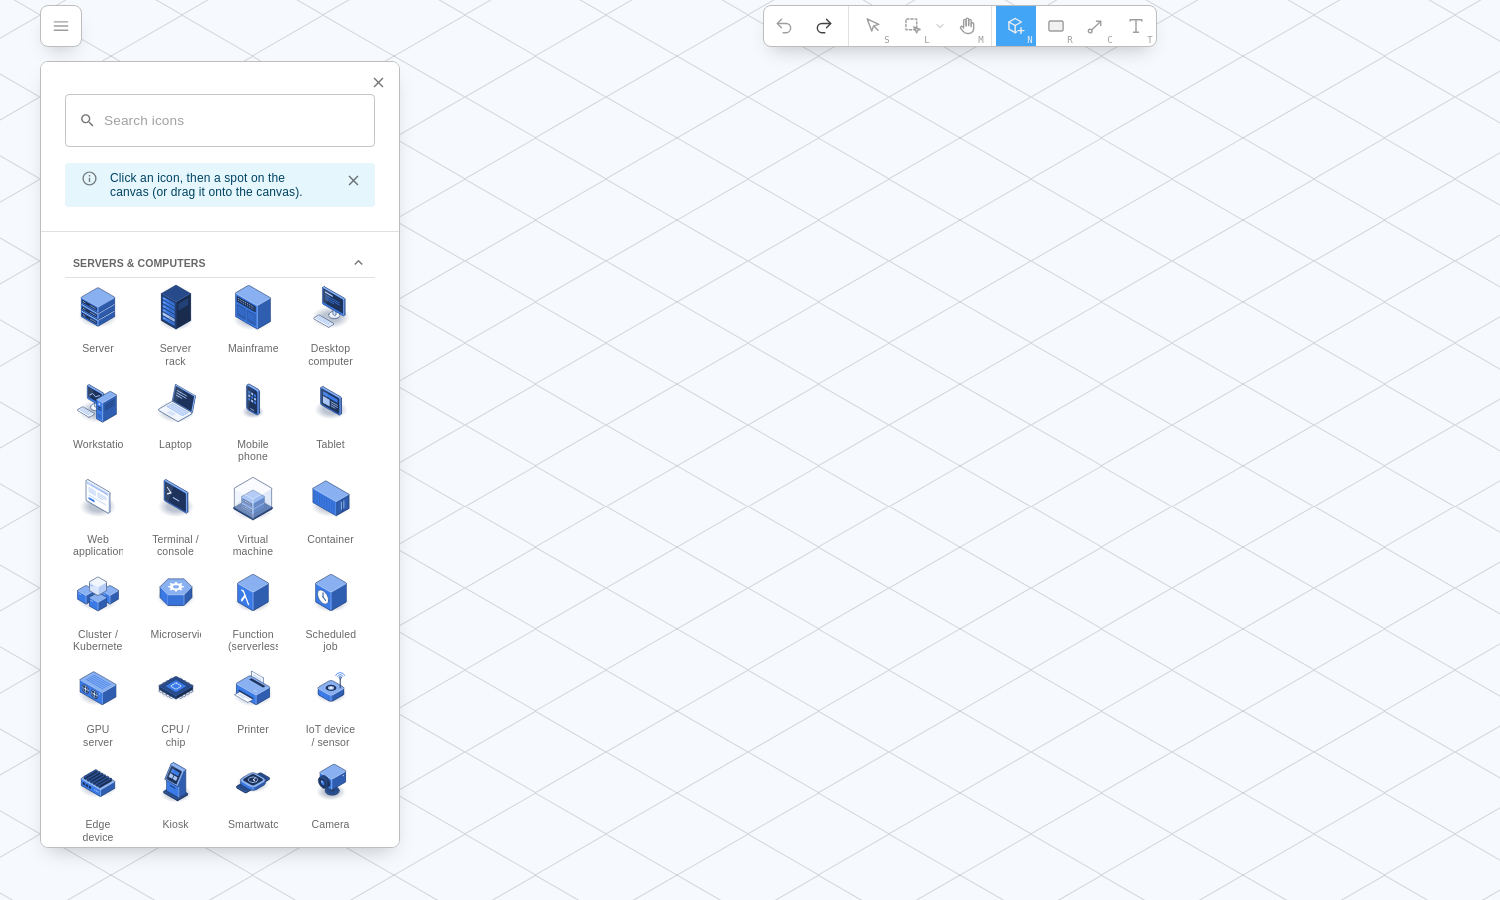 S
L
M
N
R
C
T
Search icons
Click an icon, then a spot on the
canvas (or drag it onto the canvas).
SERVERS & COMPUTERS
Server
Server
rack
Mainframe
Desktop
computer
Workstatio
Laptop
Mobile
phone
Tablet
Web
application
Terminal /
console
Virtual
machine
Container
Cluster /
Kubernete
Microservi
Function
(serverless
Scheduled
job
GPU
server
CPU /
chip
Printer
IoT device
/ sensor
Edge
device
Kiosk
Smartwatc
Camera